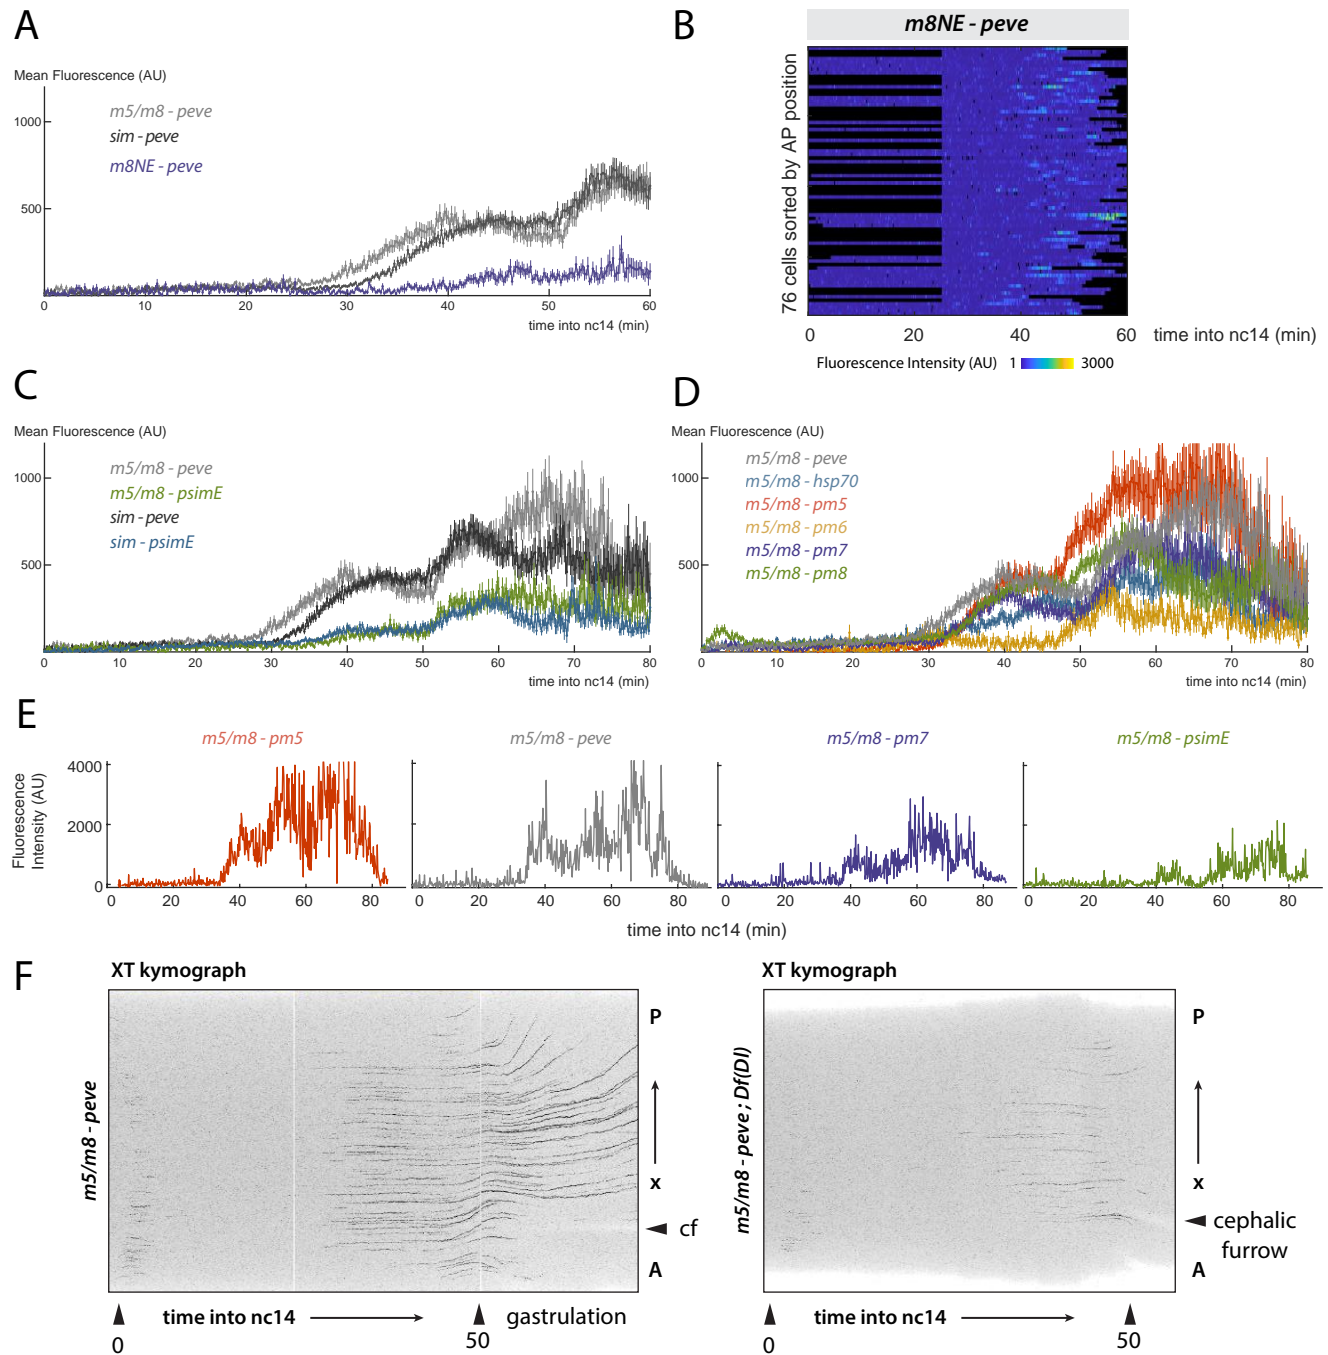 A
Mean Fluorescence (AU)
m5/m8 - peve
sim - peve
m8NE - peve
1000
500
0 10 20 30 40 50 60
time into nc14 (min)
B
m8NE - peve
76 cells sorted by AP position
0 20 40 60 time into nc14 (min)
Fluorescence Intensity (AU) 1 3000
C
Mean Fluorescence (AU)
m5/m8 - peve
m5/m8 - psimE
sim - peve
sim - psimE
1000
500
0 10 20 30 40 50 60 70 80
time into nc14 (min)
D
Mean Fluorescence (AU)
m5/m8 - peve
m5/m8 - hsp70
m5/m8 - pm5
m5/m8 - pm6
m5/m8 - pm7
m5/m8 - pm8
1000
500
0 10 20 30 40 50 60 70 80
time into nc14 (min)
E
m5/m8 - pm5
m5/m8 - peve
m5/m8 - pm7
m5/m8 - psimE
Fluorescence
Intensity (AU)
4000
2000
0
0 20 40 60 80
0 20 40 60 80
0 20 40 60 80
0 20 40 60 80
time into nc14 (min)
F
XT kymograph
m5/m8 - peve
P
x
cf
A
0
time into nc14
50
gastrulation
XT kymograph
m5/m8 - peve ; Df(Dl)
P
x
cephalic
furrow
A
0
time into nc14
50